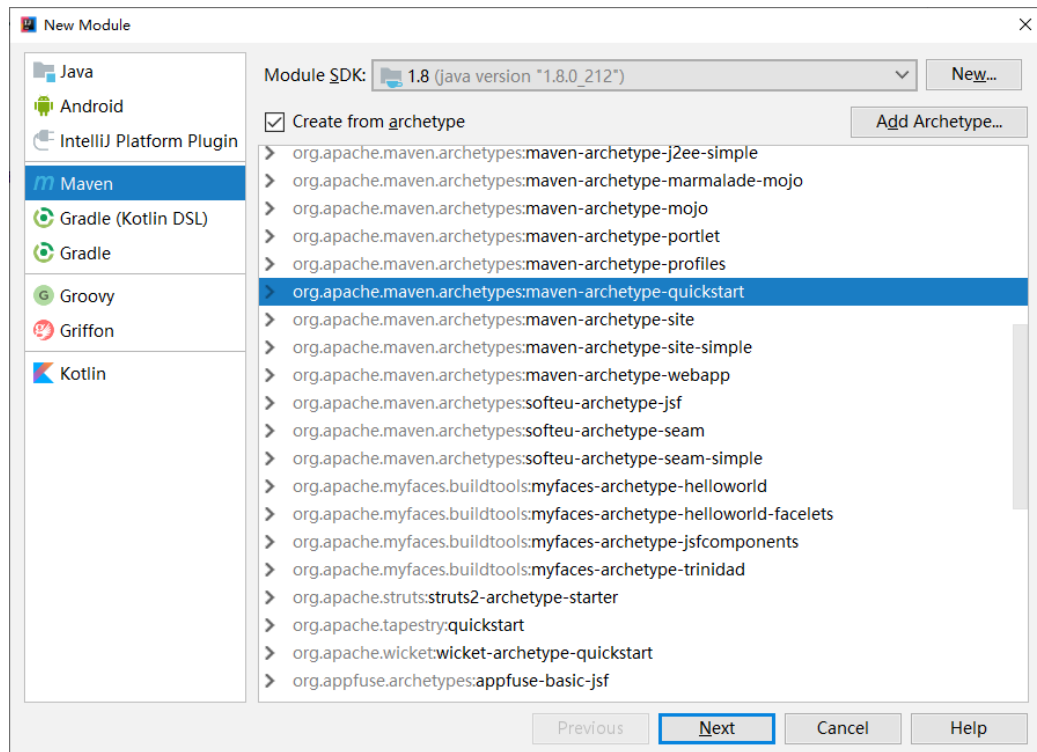 New Module
Java
Android
IntelliJ Platform Plugin
Maven
Gradle (Kotlin DSL)
Gradle
Groovy
Griffon
Kotlin
Module SDK: 1.8 (java version "1.8.0_212") New...
Create from archetype Add Archetype...
org.apache.maven.archetypes:maven-archetype-j2ee-simple
org.apache.maven.archetypes:maven-archetype-marmalade-mojo
org.apache.maven.archetypes:maven-archetype-mojo
org.apache.maven.archetypes:maven-archetype-portlet
org.apache.maven.archetypes:maven-archetype-profiles
org.apache.maven.archetypes:maven-archetype-quickstart
org.apache.maven.archetypes:maven-archetype-site
org.apache.maven.archetypes:maven-archetype-site-simple
org.apache.maven.archetypes:maven-archetype-webapp
org.apache.maven.archetypes:softeu-archetype-jsf
org.apache.maven.archetypes:softeu-archetype-seam
org.apache.maven.archetypes:softeu-archetype-seam-simple
org.apache.myfaces.buildtools:myfaces-archetype-helloworld
org.apache.myfaces.buildtools:myfaces-archetype-helloworld-facelets
org.apache.myfaces.buildtools:myfaces-archetype-jsfcomponents
org.apache.myfaces.buildtools:myfaces-archetype-trinidad
org.apache.struts:struts2-archetype-starter
org.apache.tapestry:quickstart
org.apache.wicket:wicket-archetype-quickstart
org.appfuse.archetypes:appfuse-basic-jsf
Previous Next Cancel Help